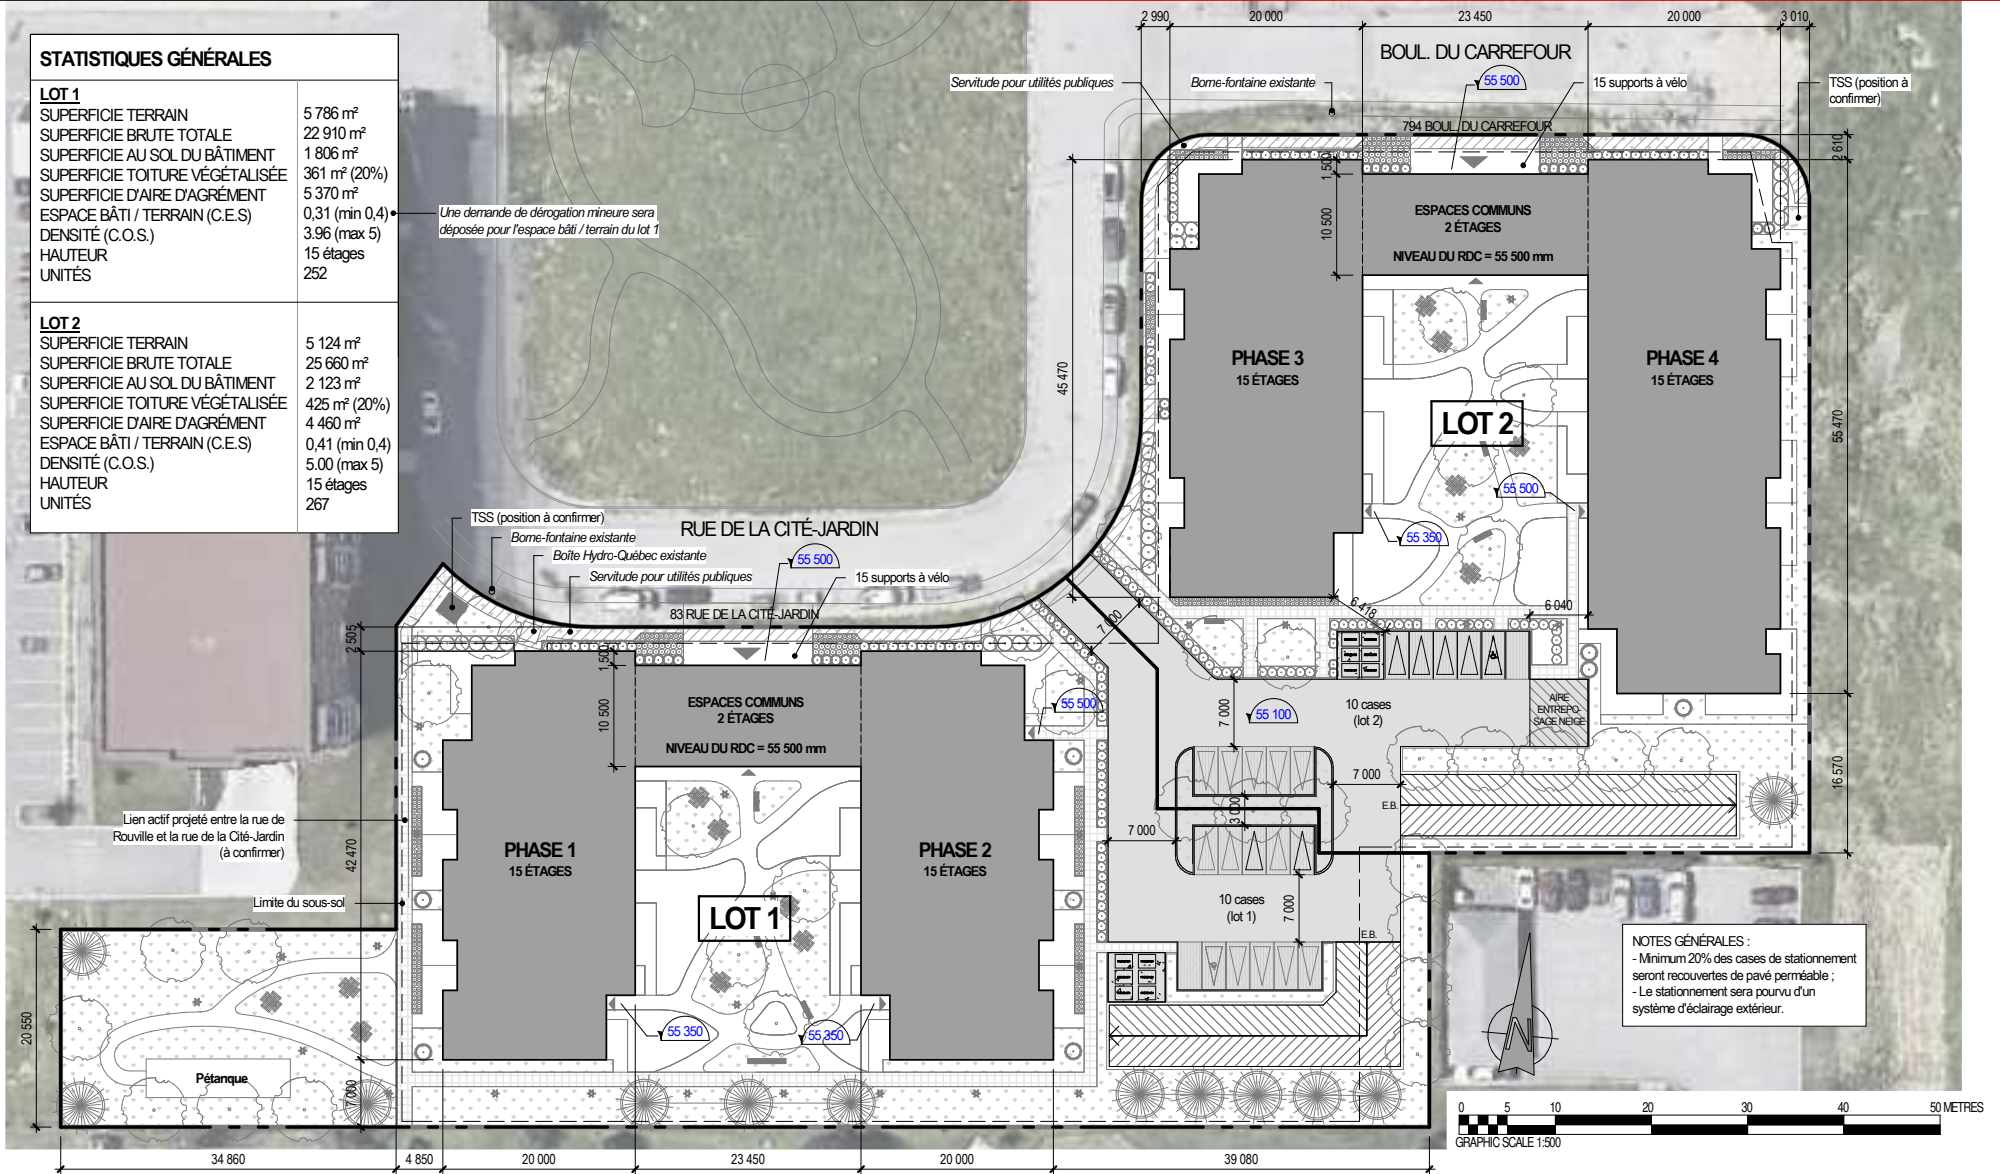 STATISTIQUES GÉNÉRALES
LOT 1
SUPERFICIE TERRAIN 5 786 m²
SUPERFICIE BRUTE TOTALE 22 910 m²
SUPERFICIE AU SOL DU BÂTIMENT 1 806 m²
SUPERFICIE TOITURE VÉGÉTALISÉE 361 m² (20%)
SUPERFICIE D'AIRE D'AGRÉMENT 5 370 m²
ESPACE BÂTI / TERRAIN (C.E.S) 0,31 (min 0,4)
DENSITÉ (C.O.S.) 3.96 (max 5)
HAUTEUR 15 étages
UNITÉS 252
Une demande de dérogation mineure sera
déposée pour l'espace bâti / terrain du lot 1
LOT 2
SUPERFICIE TERRAIN 5 124 m²
SUPERFICIE BRUTE TOTALE 25 660 m²
SUPERFICIE AU SOL DU BÂTIMENT 2 123 m²
SUPERFICIE TOITURE VÉGÉTALISÉE 425 m² (20%)
SUPERFICIE D'AIRE D'AGRÉMENT 4 460 m²
ESPACE BÂTI / TERRAIN (C.E.S) 0,41 (min 0,4)
DENSITÉ (C.O.S.) 5.00 (max 5)
HAUTEUR 15 étages
UNITÉS 267
2 990
20 000
23 450
20 000
3 010
BOUL. DU CARREFOUR
Servitude pour utilités publiques
Borne-fontaine existante
55 500
15 supports à vélo
TSS (position à
confirmer)
794 BOUL. DU CARREFOUR
2 610
1 500
10 500
ESPACES COMMUNS
2 ÉTAGES
NIVEAU DU RDC = 55 500 mm
45 470
PHASE 3
15 ÉTAGES
PHASE 4
15 ÉTAGES
LOT 2
55 470
55 500
55 350
TSS (position à confirmer)
Borne-fontaine existante
Boîte Hydro-Québec existante
Servitude pour utilités publiques
RUE DE LA CITÉ-JARDIN
55 500
15 supports à vélo
83 RUE DE LA CITÉ-JARDIN
2 505
1 500
7 000
6 418
6 040
10 500
ESPACES COMMUNS
2 ÉTAGES
NIVEAU DU RDC = 55 500 mm
55 500
7 000
55 100
10 cases
(lot 2)
AIRE
ENTREPO-
SAGE NEIGE
7 000
E.B.
16 570
3 000
7 000
Lien actif projeté entre la rue de
Rouville et la rue de la Cité-Jardin
(à confirmer)
42 470
PHASE 1
15 ÉTAGES
PHASE 2
15 ÉTAGES
Limite du sous-sol
LOT 1
10 cases
(lot 1)
7 000
E.B.
55 350
55 350
20 550
Pétanque
7 000
NOTES GÉNÉRALES :
- Minimum 20% des cases de stationnement
seront recouvertes de pavé perméable ;
- Le stationnement sera pourvu d'un
système d'éclairage extérieur.
N
0 5 10 20 30 40 50 METRES
GRAPHIC SCALE 1:500
34 860
4 850
20 000
23 450
20 000
39 080